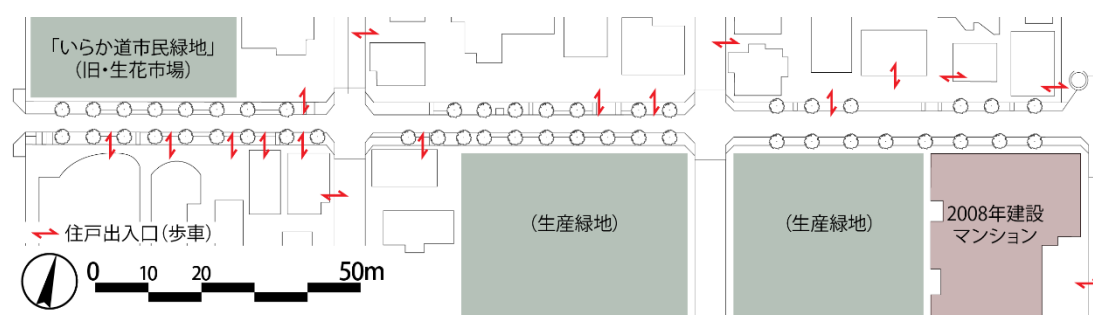 「いらか道市民緑地」
(旧・生花市場)
(生産緑地)
(生産緑地)
2008年建設
マンション
住戸出入口(歩車)
0 10 20 50m